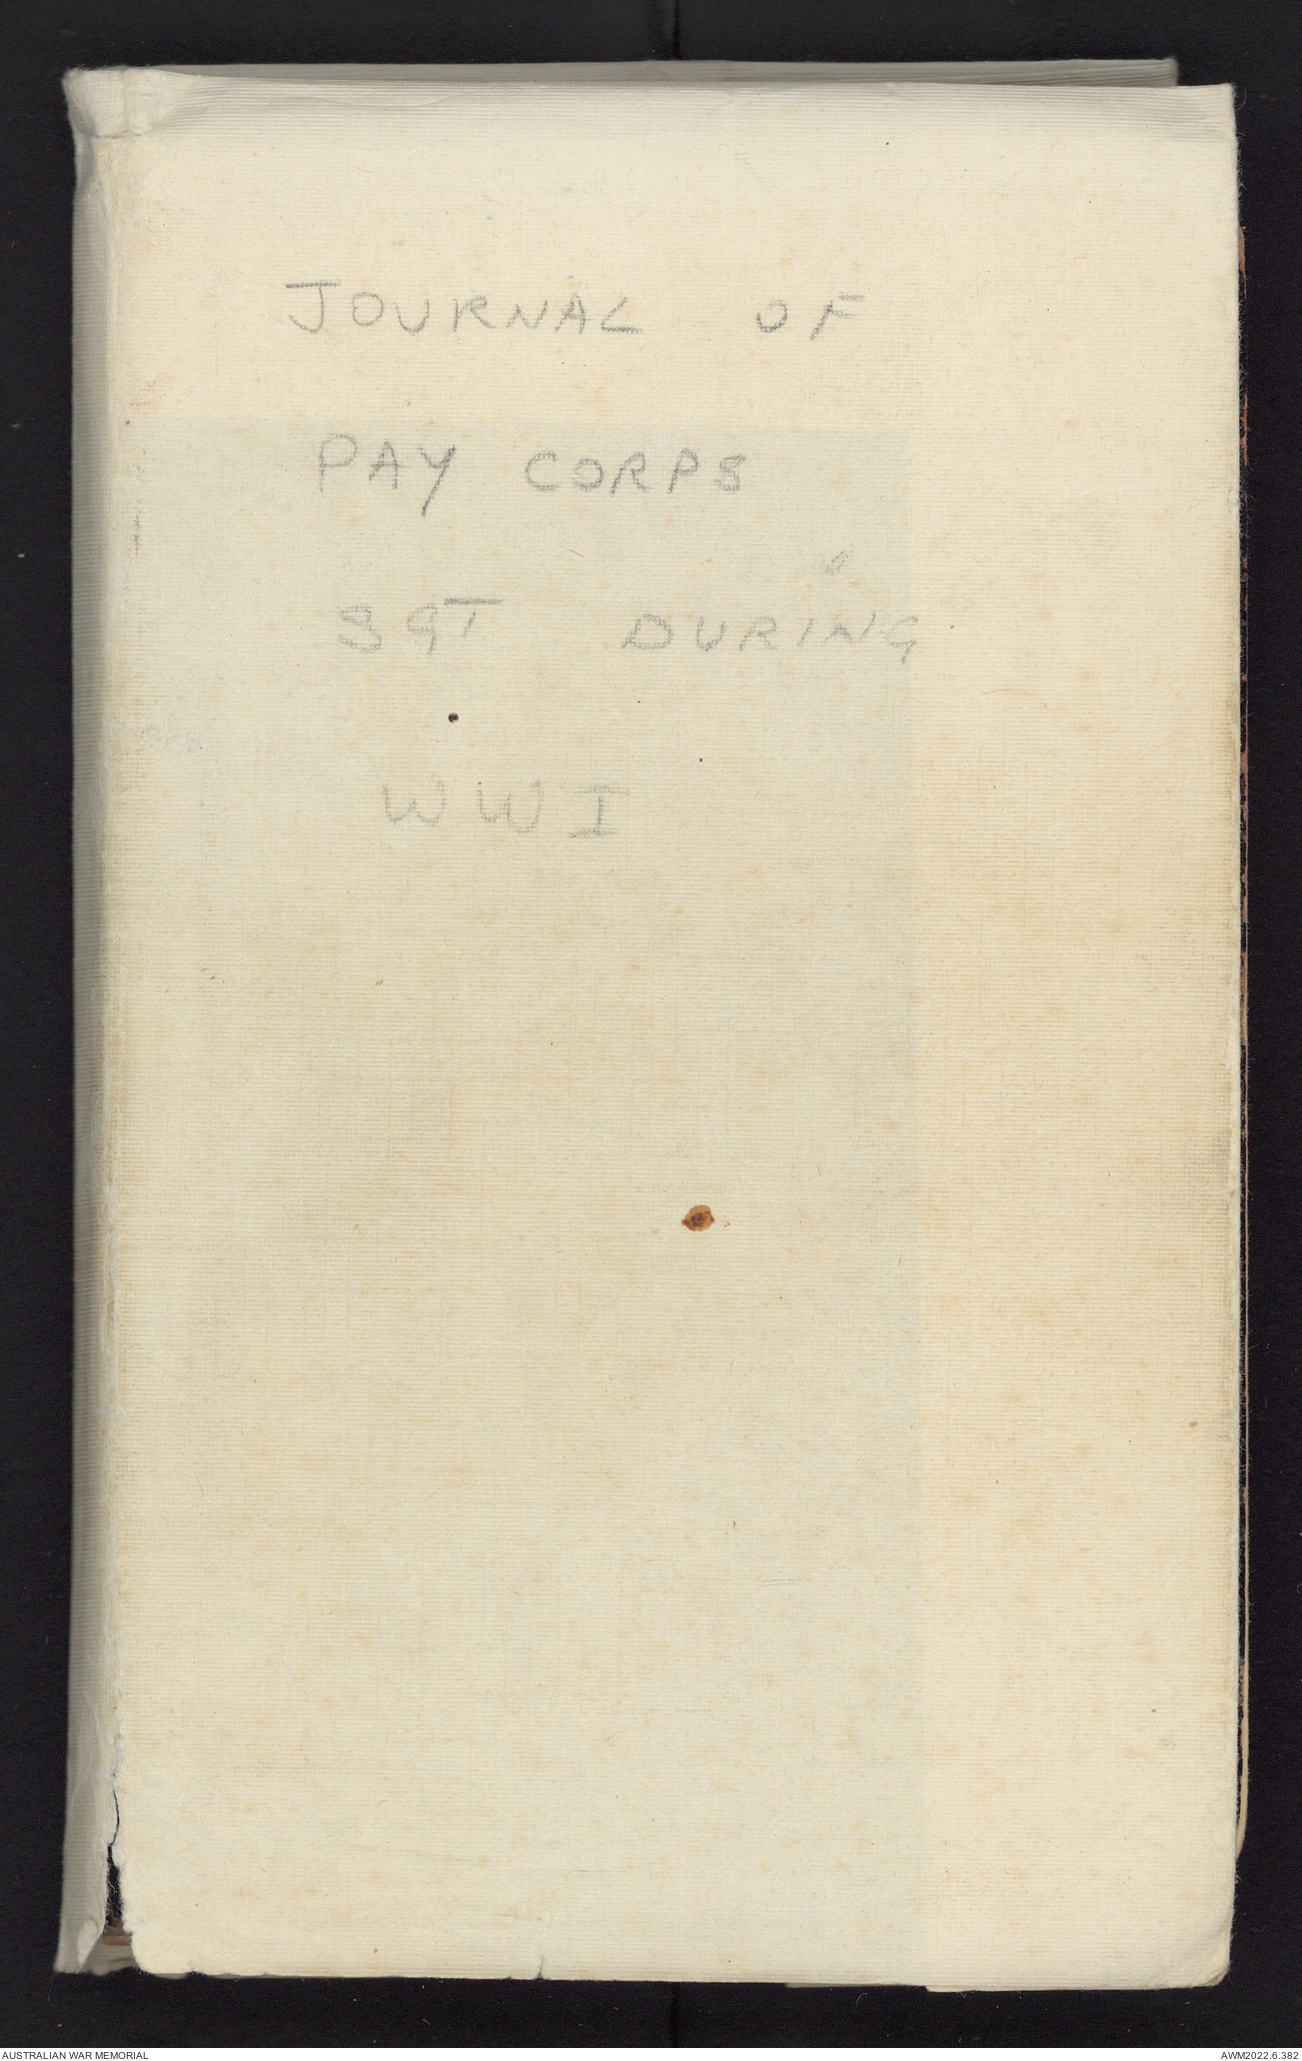 JOURNAL OF
PAY CORPS
SGT DURING
WWI
AUSTRALIAN WAR MEMORIAL
AWM2022.6.382